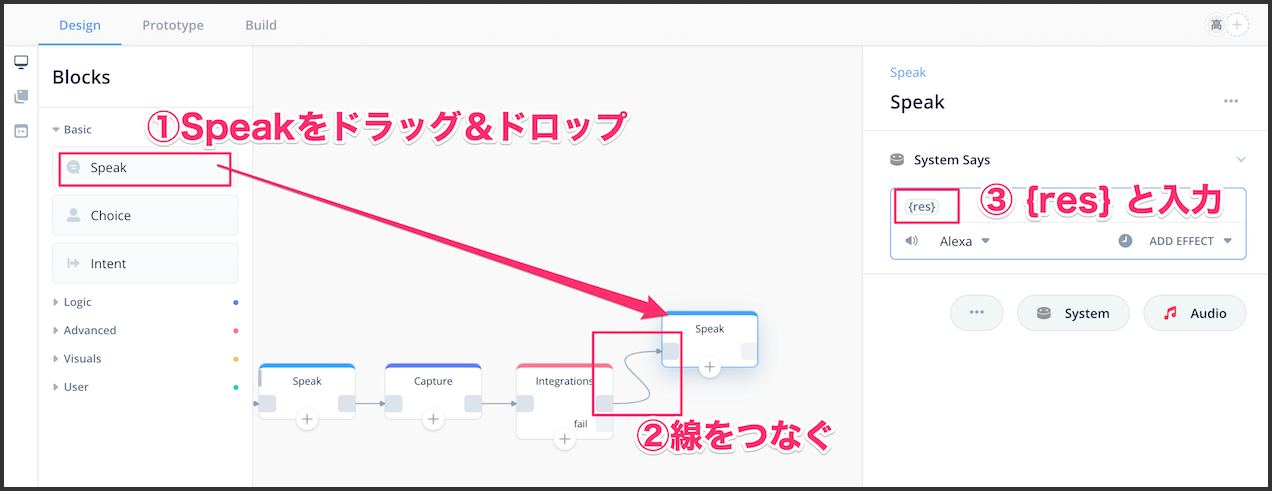 Design Prototype Build
高
Blocks
Basic
Speak
Choice
Intent
Logic
Advanced
Visuals
User
①Speakをドラッグ＆ドロップ
Speak
Capture
Integrations
fail
Speak
②線をつなぐ
Speak
Speak
System Says
{res}
③ {res} と入力
Alexa
ADD EFFECT
System
Audio